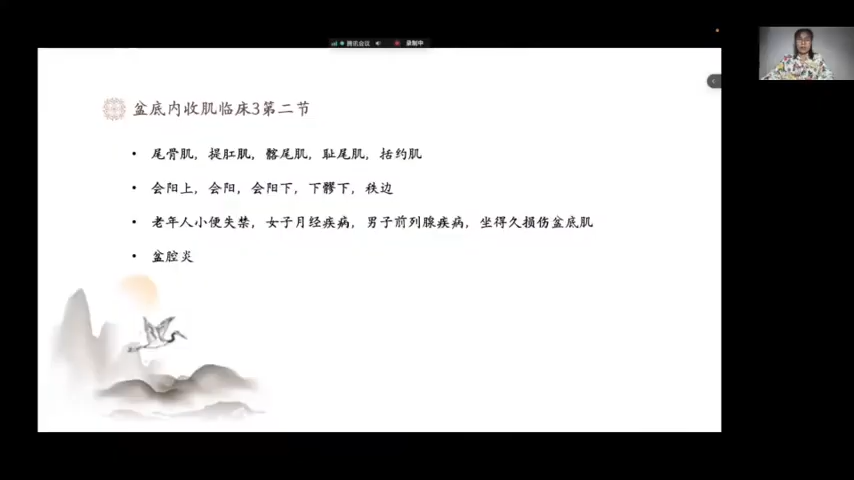 腾讯会议 录制中
盆底内收肌临床3第二节
• 尾骨肌，提肛肌，髂尾肌，耻尾肌，括约肌
• 会阳上，会阳，会阳下，下髎下，秩边
• 老年人小便失禁，女子月经疾病，男子前列腺疾病，坐得久损伤盆底肌
• 盆腔炎